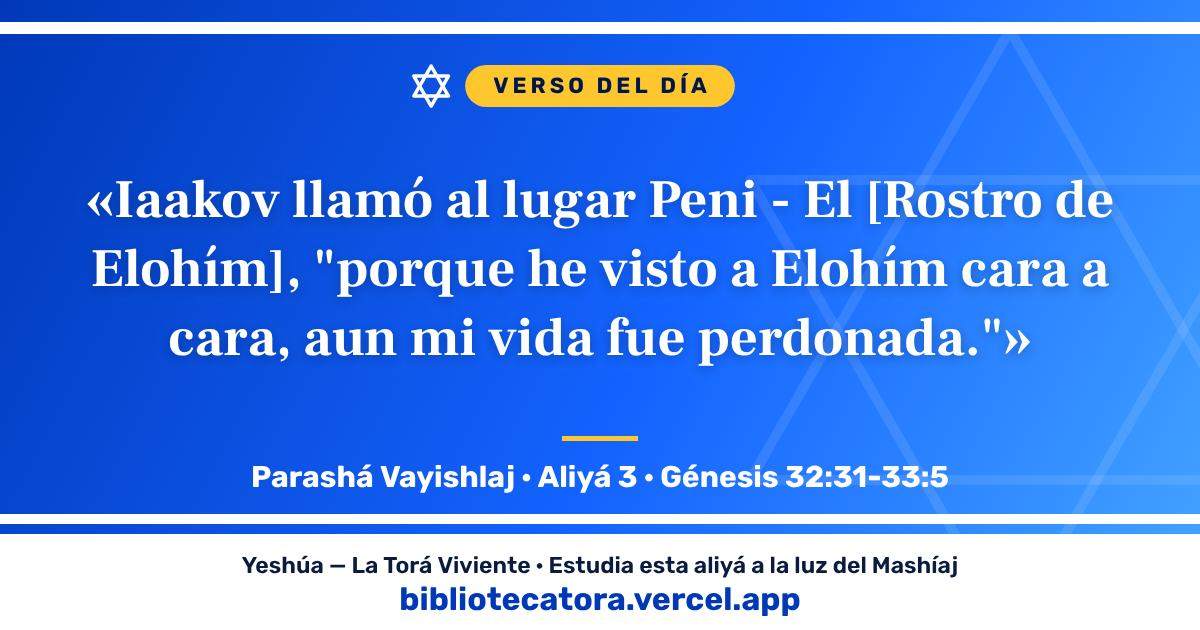 VERSO DEL DÍA
«Iaakov llamó al lugar Peni - El [Rostro de
Elohím], "porque he visto a Elohím cara a
cara, aun mi vida fue perdonada."»
Parashá Vayishlaj • Aliyá 3 • Génesis 32:31-33:5
Yeshúa — La Torá Viviente • Estudia esta aliyá a la luz del Mashíaj
bibliotecatora.vercel.app